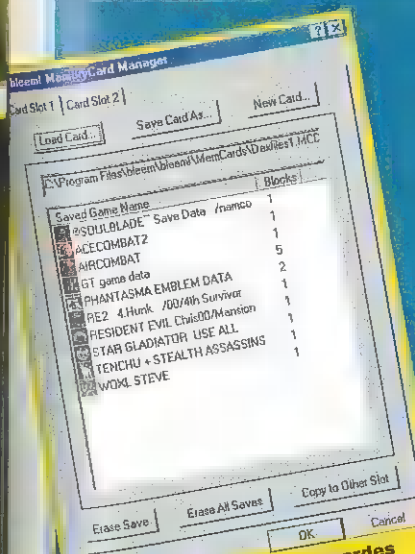 bleem! MemoryCard Manager
Card Slot 1 Card Slot 2
Load Card... Save Card As... New Card...
C:\Program Files\bleem\bleem!\MemCards\Daxfiles1.MCC
Saved Game Name Blocks
®SOULBLADE™ Save Data /namco 1
ACECOMBAT2 1
AIRCOMBAT 1
GT game data 5
PHANTASMA EMBLEM DATA 2
RE2 4.Hunk /00/4th Survivor 1
RESIDENT EVIL Chris00/Mansion 1
STAR GLADIATOR USE ALL 1
TENCHU + STEALTH ASSASSINS 1
WOXL STEVE 1
Erase Save Erase All Saves Copy to Other Slot
OK Cancel